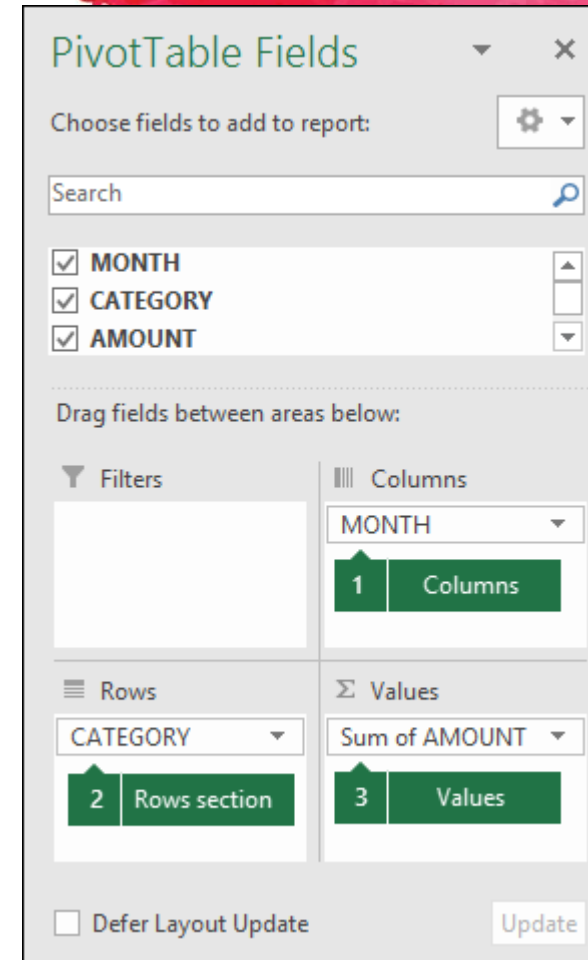 PivotTable Fields
Choose fields to add to report:
Search
MONTH
CATEGORY
AMOUNT
Drag fields between areas below:
Filters
Columns
MONTH
1 Columns
Rows
Values
CATEGORY
Sum of AMOUNT
2 Rows section
3 Values
Defer Layout Update
Update